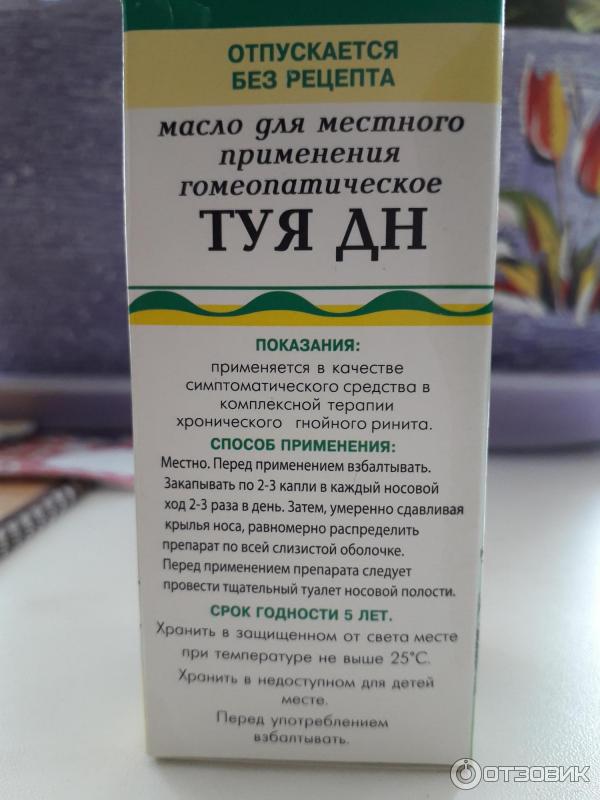 ОТПУСКАЕТСЯ
БЕЗ РЕЦЕПТА
масло для местного
применения
гомеопатическое
ТУЯ ДН
ПОКАЗАНИЯ:
применяется в качестве
симптоматического средства в
комплексной терапии
хронического гнойного ринита.
СПОСОБ ПРИМЕНЕНИЯ:
Местно. Перед применением взбалтывать.
Закапывать по 2-3 капли в каждый носовой
ход 2-3 раза в день. Затем, умеренно сдавливая
крылья носа, равномерно распределить
препарат по всей слизистой оболочке.
Перед применением препарата следует
провести тщательный туалет носовой полости.
СРОК ГОДНОСТИ 5 ЛЕТ.
Хранить в защищенном от света месте
при температуре не выше 25°С.
Хранить в недоступном для детей
месте.
Перед употреблением
взбалтывать.
ОТЗОВИК